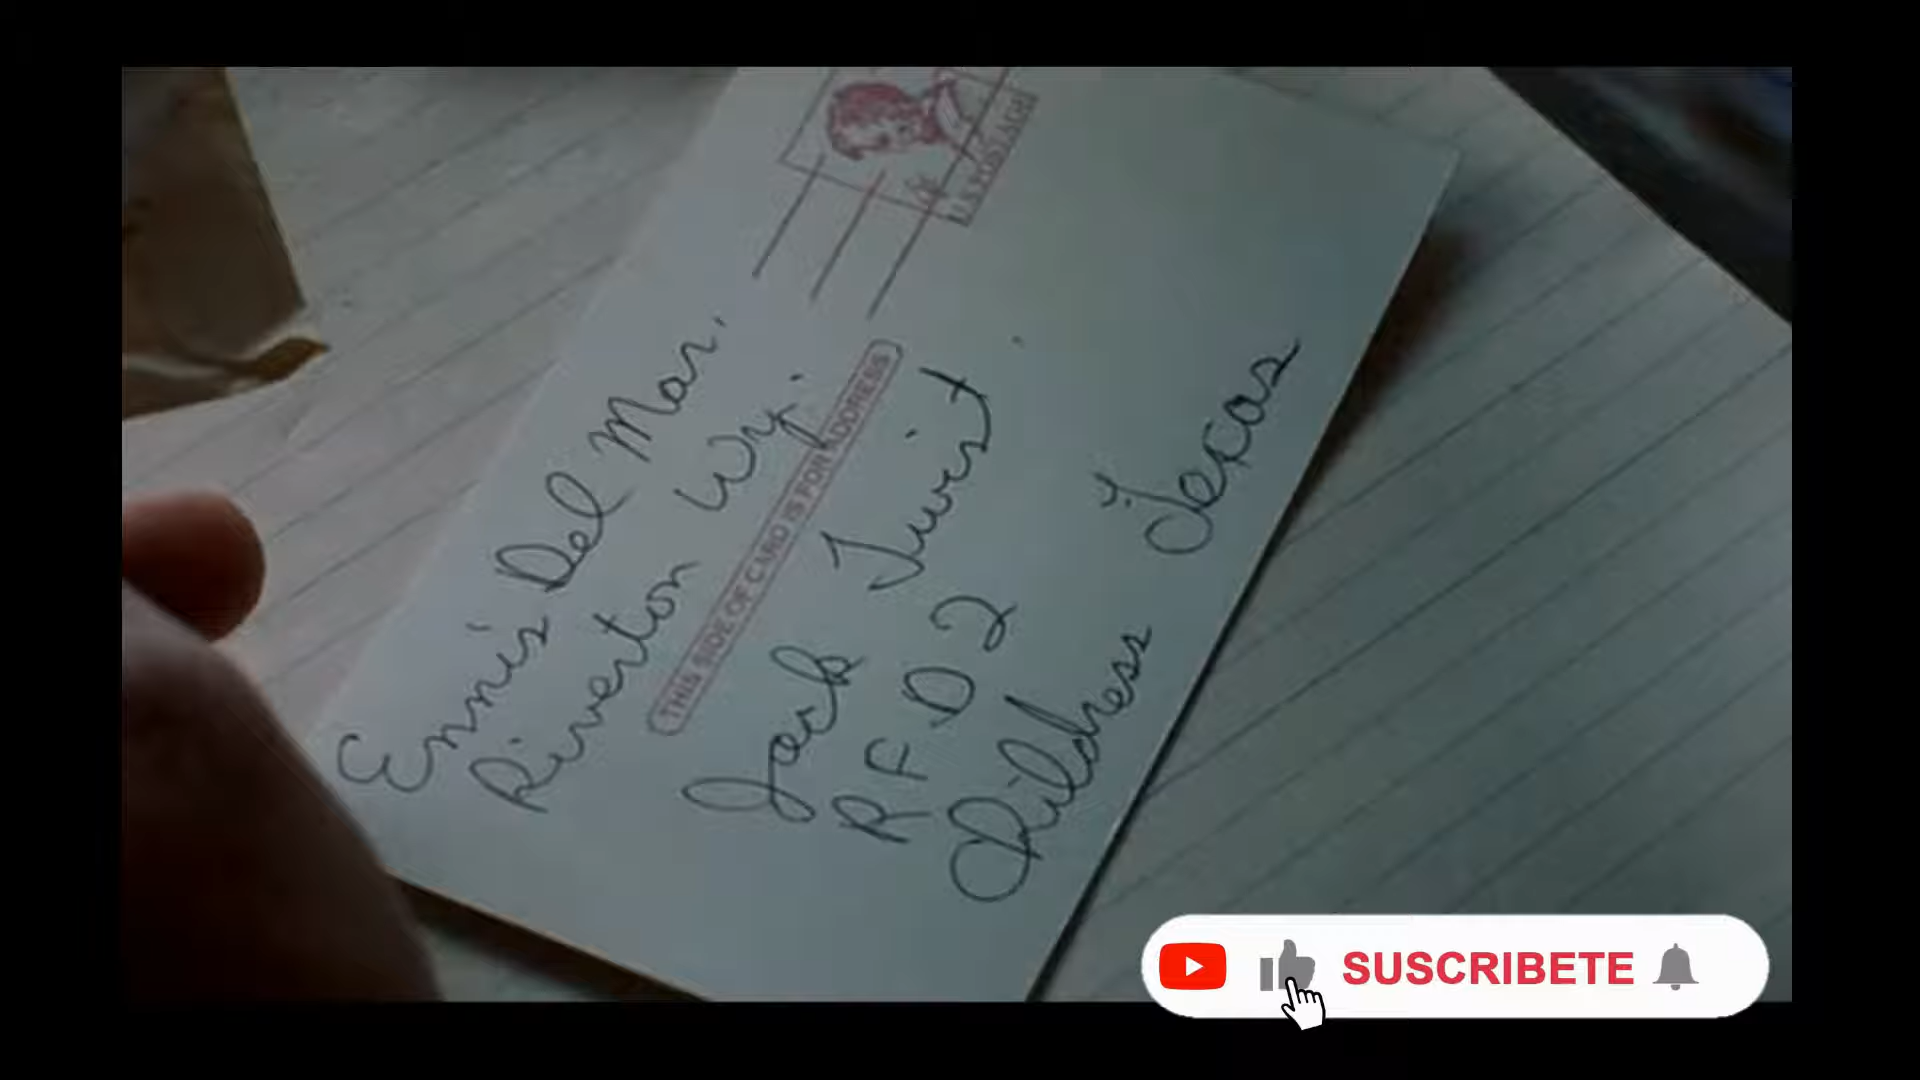 U.S. POSTAGE
Ennis Del Mar.
Riverton Wy.
THIS SIDE OF CARD IS FOR ADDRESS
Jack Twist
RFD 2
Childress, Texas
SUSCRIBETE